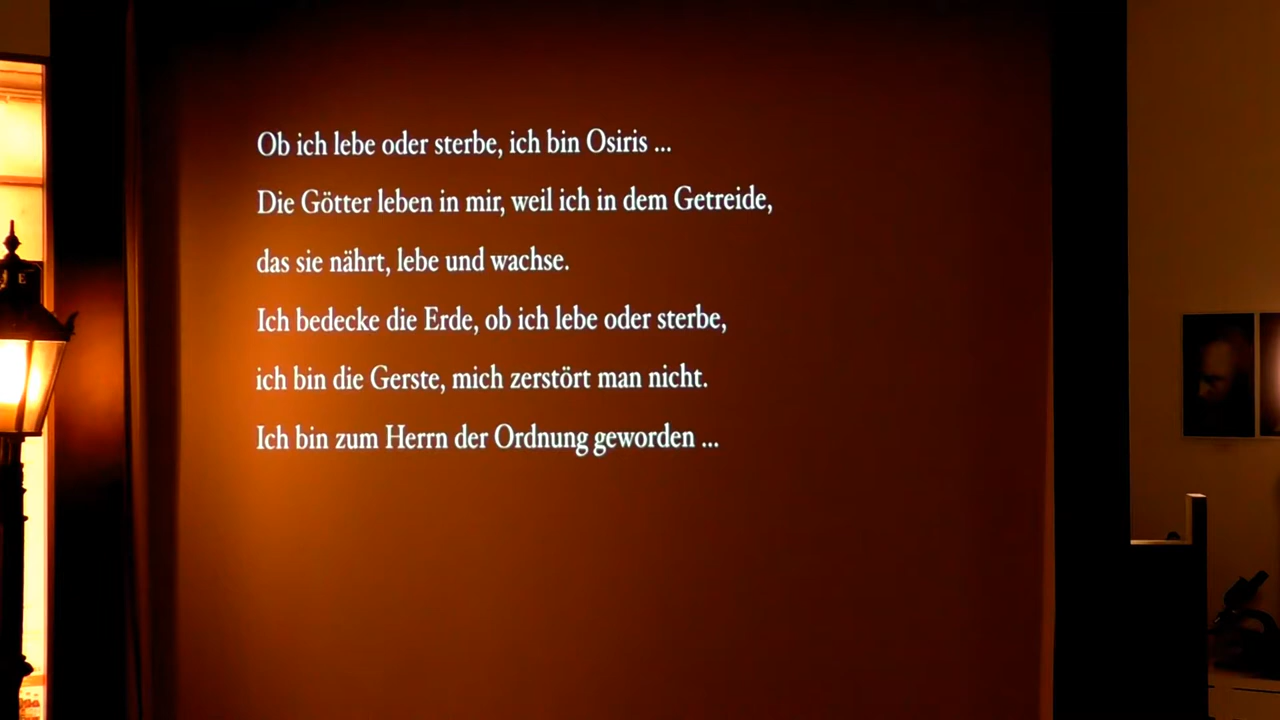 Ob ich lebe oder sterbe, ich bin Osiris ...
Die Götter leben in mir, weil ich in dem Getreide,
das sie nährt, lebe und wachse.
Ich bedecke die Erde, ob ich lebe oder sterbe,
ich bin die Gerste, mich zerstört man nicht.
Ich bin zum Herrn der Ordnung geworden ...